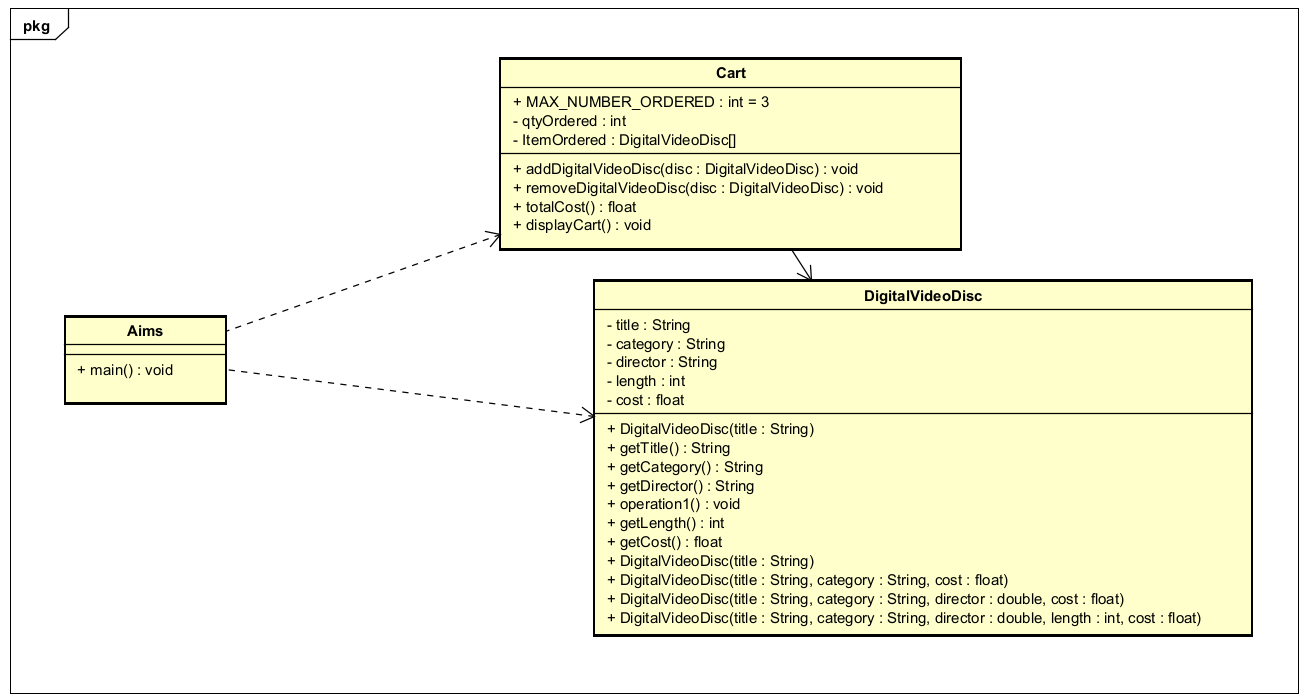 pkg
Cart
+ MAX_NUMBER_ORDERED : int = 3
- qtyOrdered : int
- ItemOrdered : DigitalVideoDisc[]
+ addDigitalVideoDisc(disc : DigitalVideoDisc) : void
+ removeDigitalVideoDisc(disc : DigitalVideoDisc) : void
+ totalCost() : float
+ displayCart() : void
Aims
+ main() : void
DigitalVideoDisc
- title : String
- category : String
- director : String
- length : int
- cost : float
+ DigitalVideoDisc(title : String)
+ getTitle() : String
+ getCategory() : String
+ getDirector() : String
+ operation1() : void
+ getLength() : int
+ getCost() : float
+ DigitalVideoDisc(title : String)
+ DigitalVideoDisc(title : String, category : String, cost : float)
+ DigitalVideoDisc(title : String, category : String, director : double, cost : float)
+ DigitalVideoDisc(title : String, category : String, director : double, length : int, cost : float)